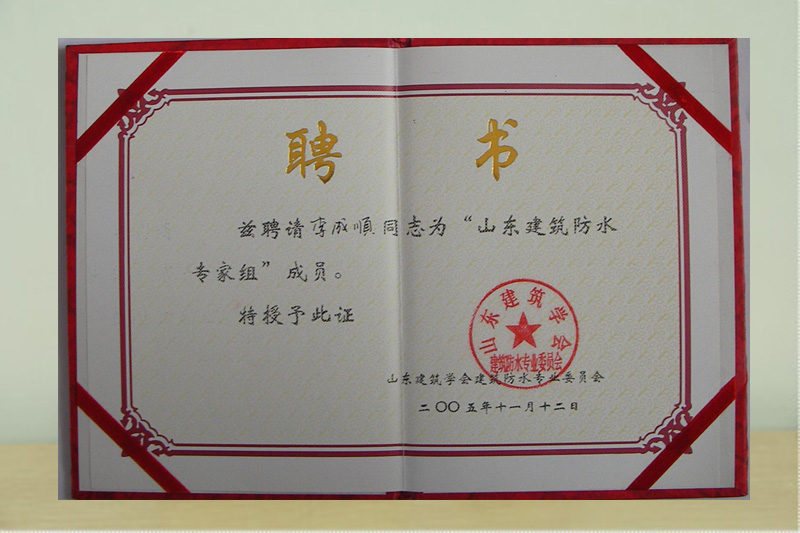 聘 书
兹聘请李成顺同志为“山东建筑防水
专家组”成员。
特授予此证
山东建筑学会
建筑防水专业委员会
山东建筑学会建筑防水专业委员会
二〇〇五年十一月十二日